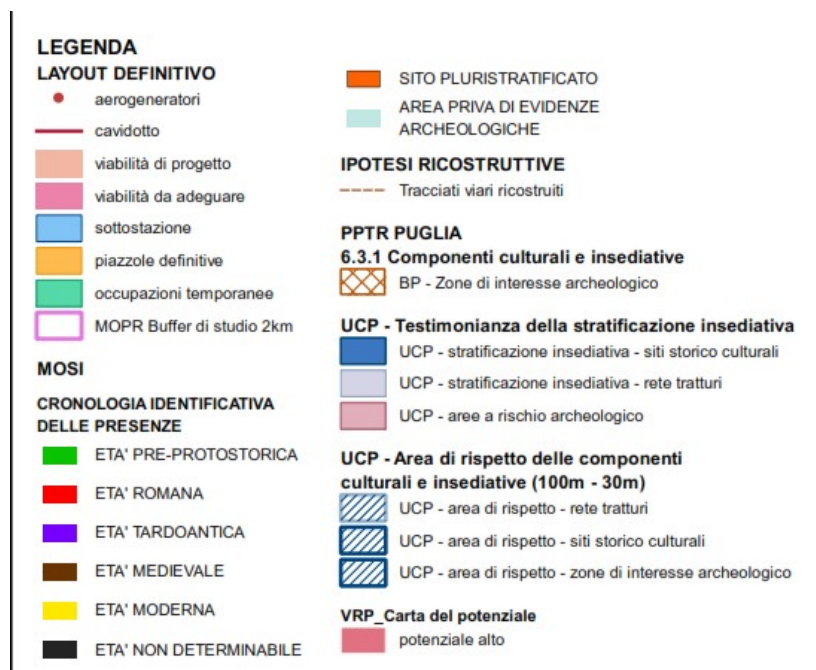 LEGENDA
LAYOUT DEFINITIVO
aerogeneratori
cavidotto
viabilità di progetto
viabilità da adeguare
sottostazione
piazzole definitive
occupazioni temporanee
MOPR Buffer di studio 2km
MOSI
CRONOLOGIA IDENTIFICATIVA
DELLE PRESENZE
ETA' PRE-PROTOSTORICA
ETA' ROMANA
ETA' TARDOANTICA
ETA' MEDIEVALE
ETA' MODERNA
ETA' NON DETERMINABILE
SITO PLURISTRATIFICATO
AREA PRIVA DI EVIDENZE
ARCHEOLOGICHE
IPOTESI RICOSTRUTTIVE
Tracciati viari ricostruiti
PPTR PUGLIA
6.3.1 Componenti culturali e insediative
BP - Zone di interesse archeologico
UCP - Testimonianza della stratificazione insediativa
UCP - stratificazione insediativa - siti storico culturali
UCP - stratificazione insediativa - rete tratturi
UCP - aree a rischio archeologico
UCP - Area di rispetto delle componenti
culturali e insediative (100m - 30m)
UCP - area di rispetto - rete tratturi
UCP - area di rispetto - siti storico culturali
UCP - area di rispetto - zone di interesse archeologico
VRP_Carta del potenziale
potenziale alto